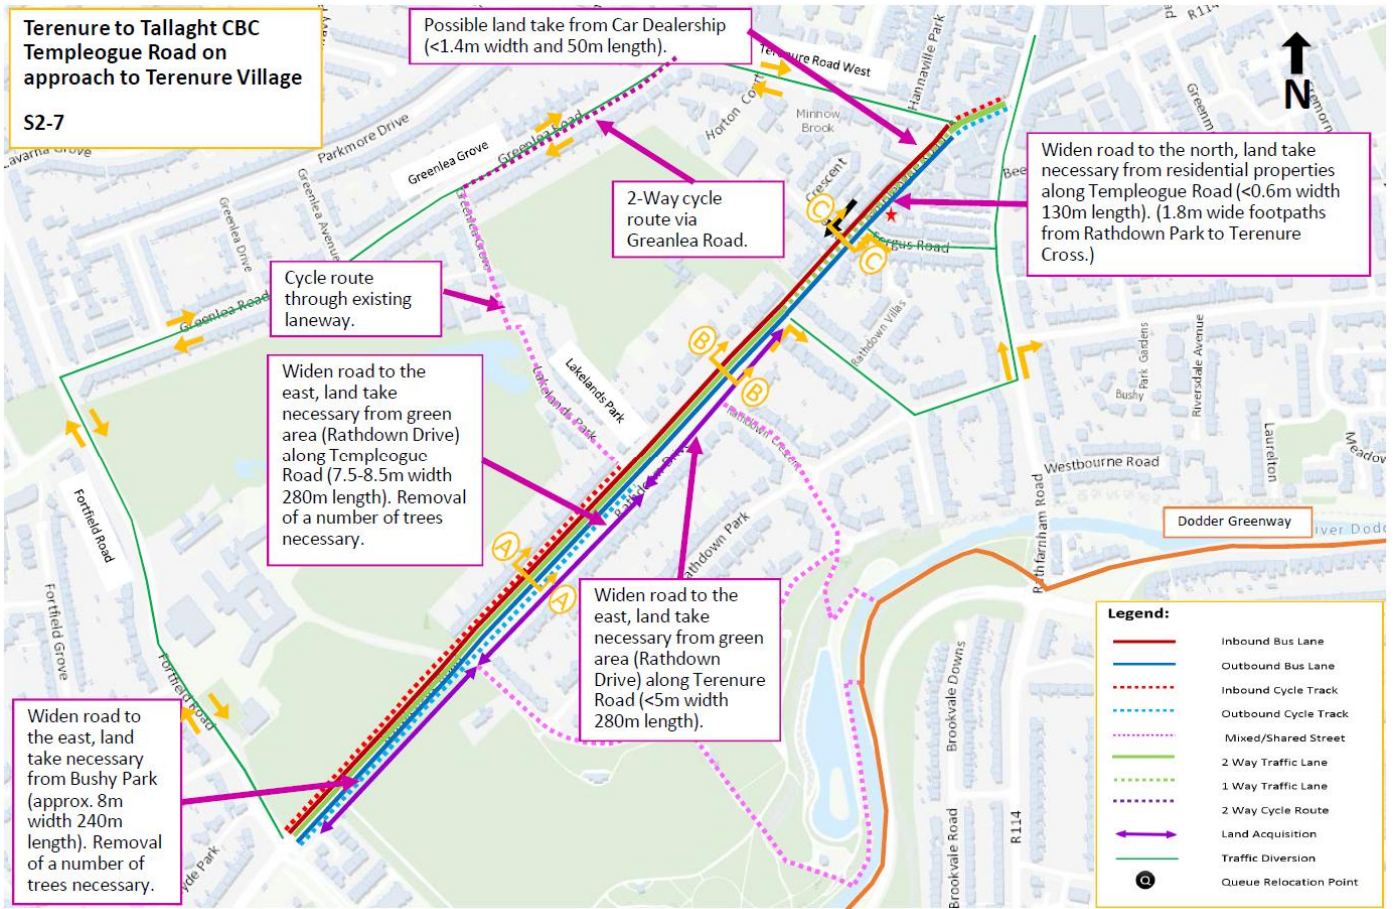 Terenure to Tallaght CBC
Templeogue Road on
approach to Terenure Village
S2-7
Possible land take from Car Dealership
(<1.4m width and 50m length).
Terenure Road West
Hannaville Park
R114
N
Parkmore Drive
Greenlea Road
Greenlea Grove
Horton Court
Minnow
Brook
Crescent
Widen road to the north, land take
necessary from residential properties
along Templeogue Road (<0.6m width
130m length). (1.8m wide footpaths
from Rathdown Park to Terenure
Cross.)
2-Way cycle
route via
Greanlea Road.
Greenlea Avenue
Greenlea Drive
C
C
Fergus Road
Cycle route
through existing
laneway.
Greenlea Road
Rathdown Villas
B
B
Bushy
Park Gardens
Riversdale Avenue
Widen road to the
east, land take
necessary from green
area (Rathdown Drive)
along Templeogue
Road (7.5-8.5m width
280m length). Removal
of a number of trees
necessary.
Lakelands Park
Lakelands Park
Rathdown Crescent
Westbourne Road
Laurelton
Fortfield Road
Rathdown Park
Rathfarnham Road
Dodder Greenway
A
A
Widen road to the
east, land take
necessary from green
area (Rathdown
Drive) along Terenure
Road (<5m width
280m length).
Fortfield Grove
Fortfield Road
Widen road to
the east, land
take necessary
from Bushy Park
(approx. 8m
width 240m
length). Removal
of a number of
trees necessary.
Brookvale Downs
Brookvale Road
R114
Legend:
Inbound Bus Lane
Outbound Bus Lane
Inbound Cycle Track
Outbound Cycle Track
Mixed/Shared Street
2 Way Traffic Lane
1 Way Traffic Lane
2 Way Cycle Route
Land Acquisition
Traffic Diversion
Q
Queue Relocation Point